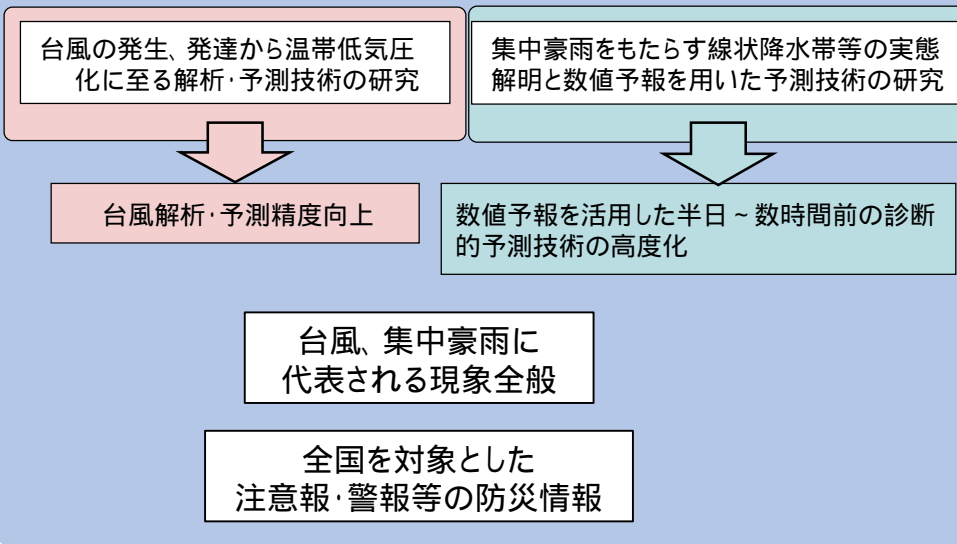 台風の発生、発達から温帯低気圧
化に至る解析・予測技術の研究
集中豪雨をもたらす線状降水帯等の実態
解明と数値予報を用いた予測技術の研究
台風解析・予測精度向上
数値予報を活用した半日～数時間前の診断
的予測技術の高度化
台風、集中豪雨に
代表される現象全般
全国を対象とした
注意報・警報等の防災情報